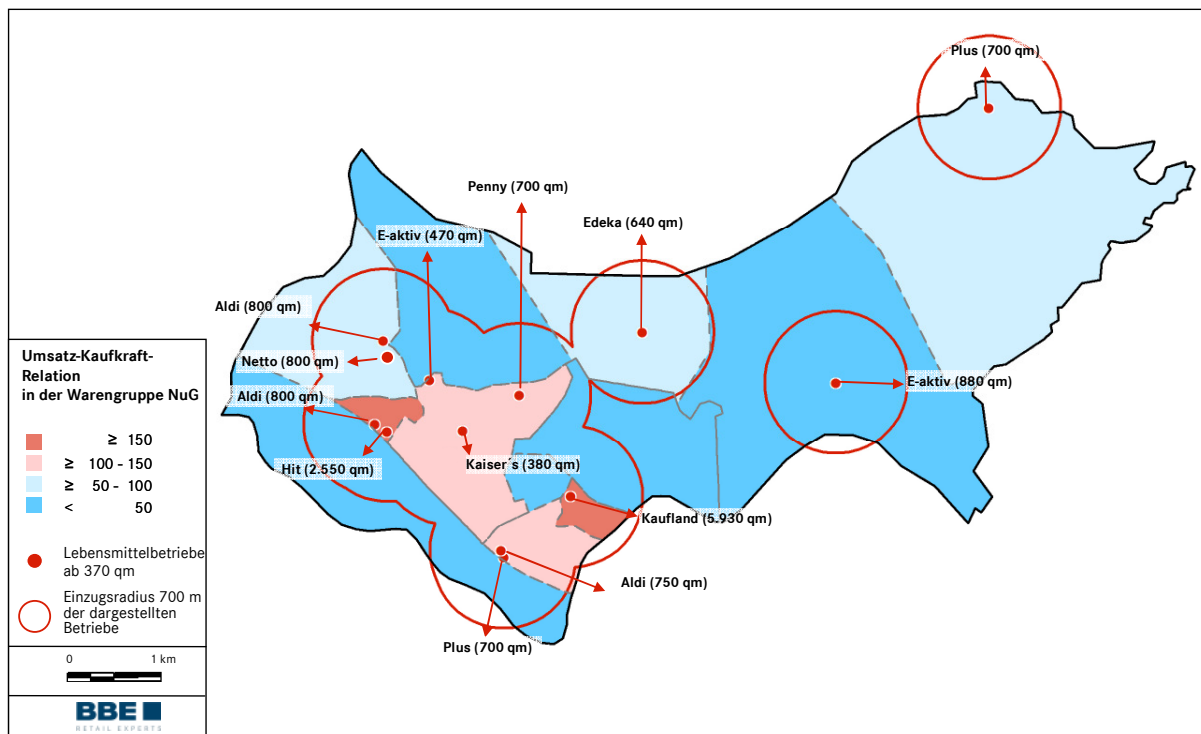 Plus (700 qm)
Penny (700 qm)
Edeka (640 qm)
E-aktiv (470 qm)
Aldi (800 qm)
Netto (800 qm)
Aldi (800 qm)
E-aktiv (880 qm)
Hit (2.550 qm)
Kaiser´s (380 qm)
Kaufland (5.930 qm)
Aldi (750 qm)
Plus (700 qm)
Umsatz-Kaufkraft-
Relation
in der Warengruppe NuG
≥ 150
≥ 100 - 150
≥ 50 - 100
< 50
Lebensmittelbetriebe
ab 370 qm
Einzugsradius 700 m
der dargestellten
Betriebe
0 1 km
BBE
RETAIL EXPERTS